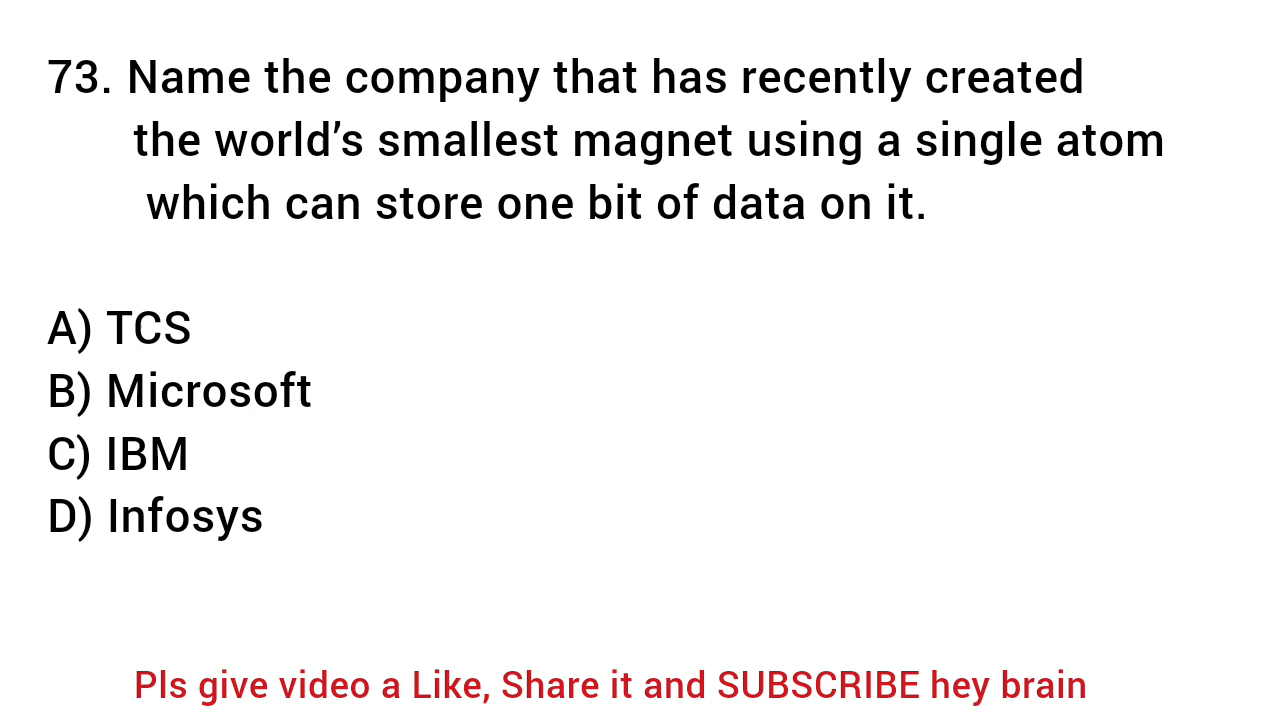 73. Name the company that has recently created
the world’s smallest magnet using a single atom
which can store one bit of data on it.
A) TCS
B) Microsoft
C) IBM
D) Infosys
Pls give video a Like, Share it and SUBSCRIBE hey brain